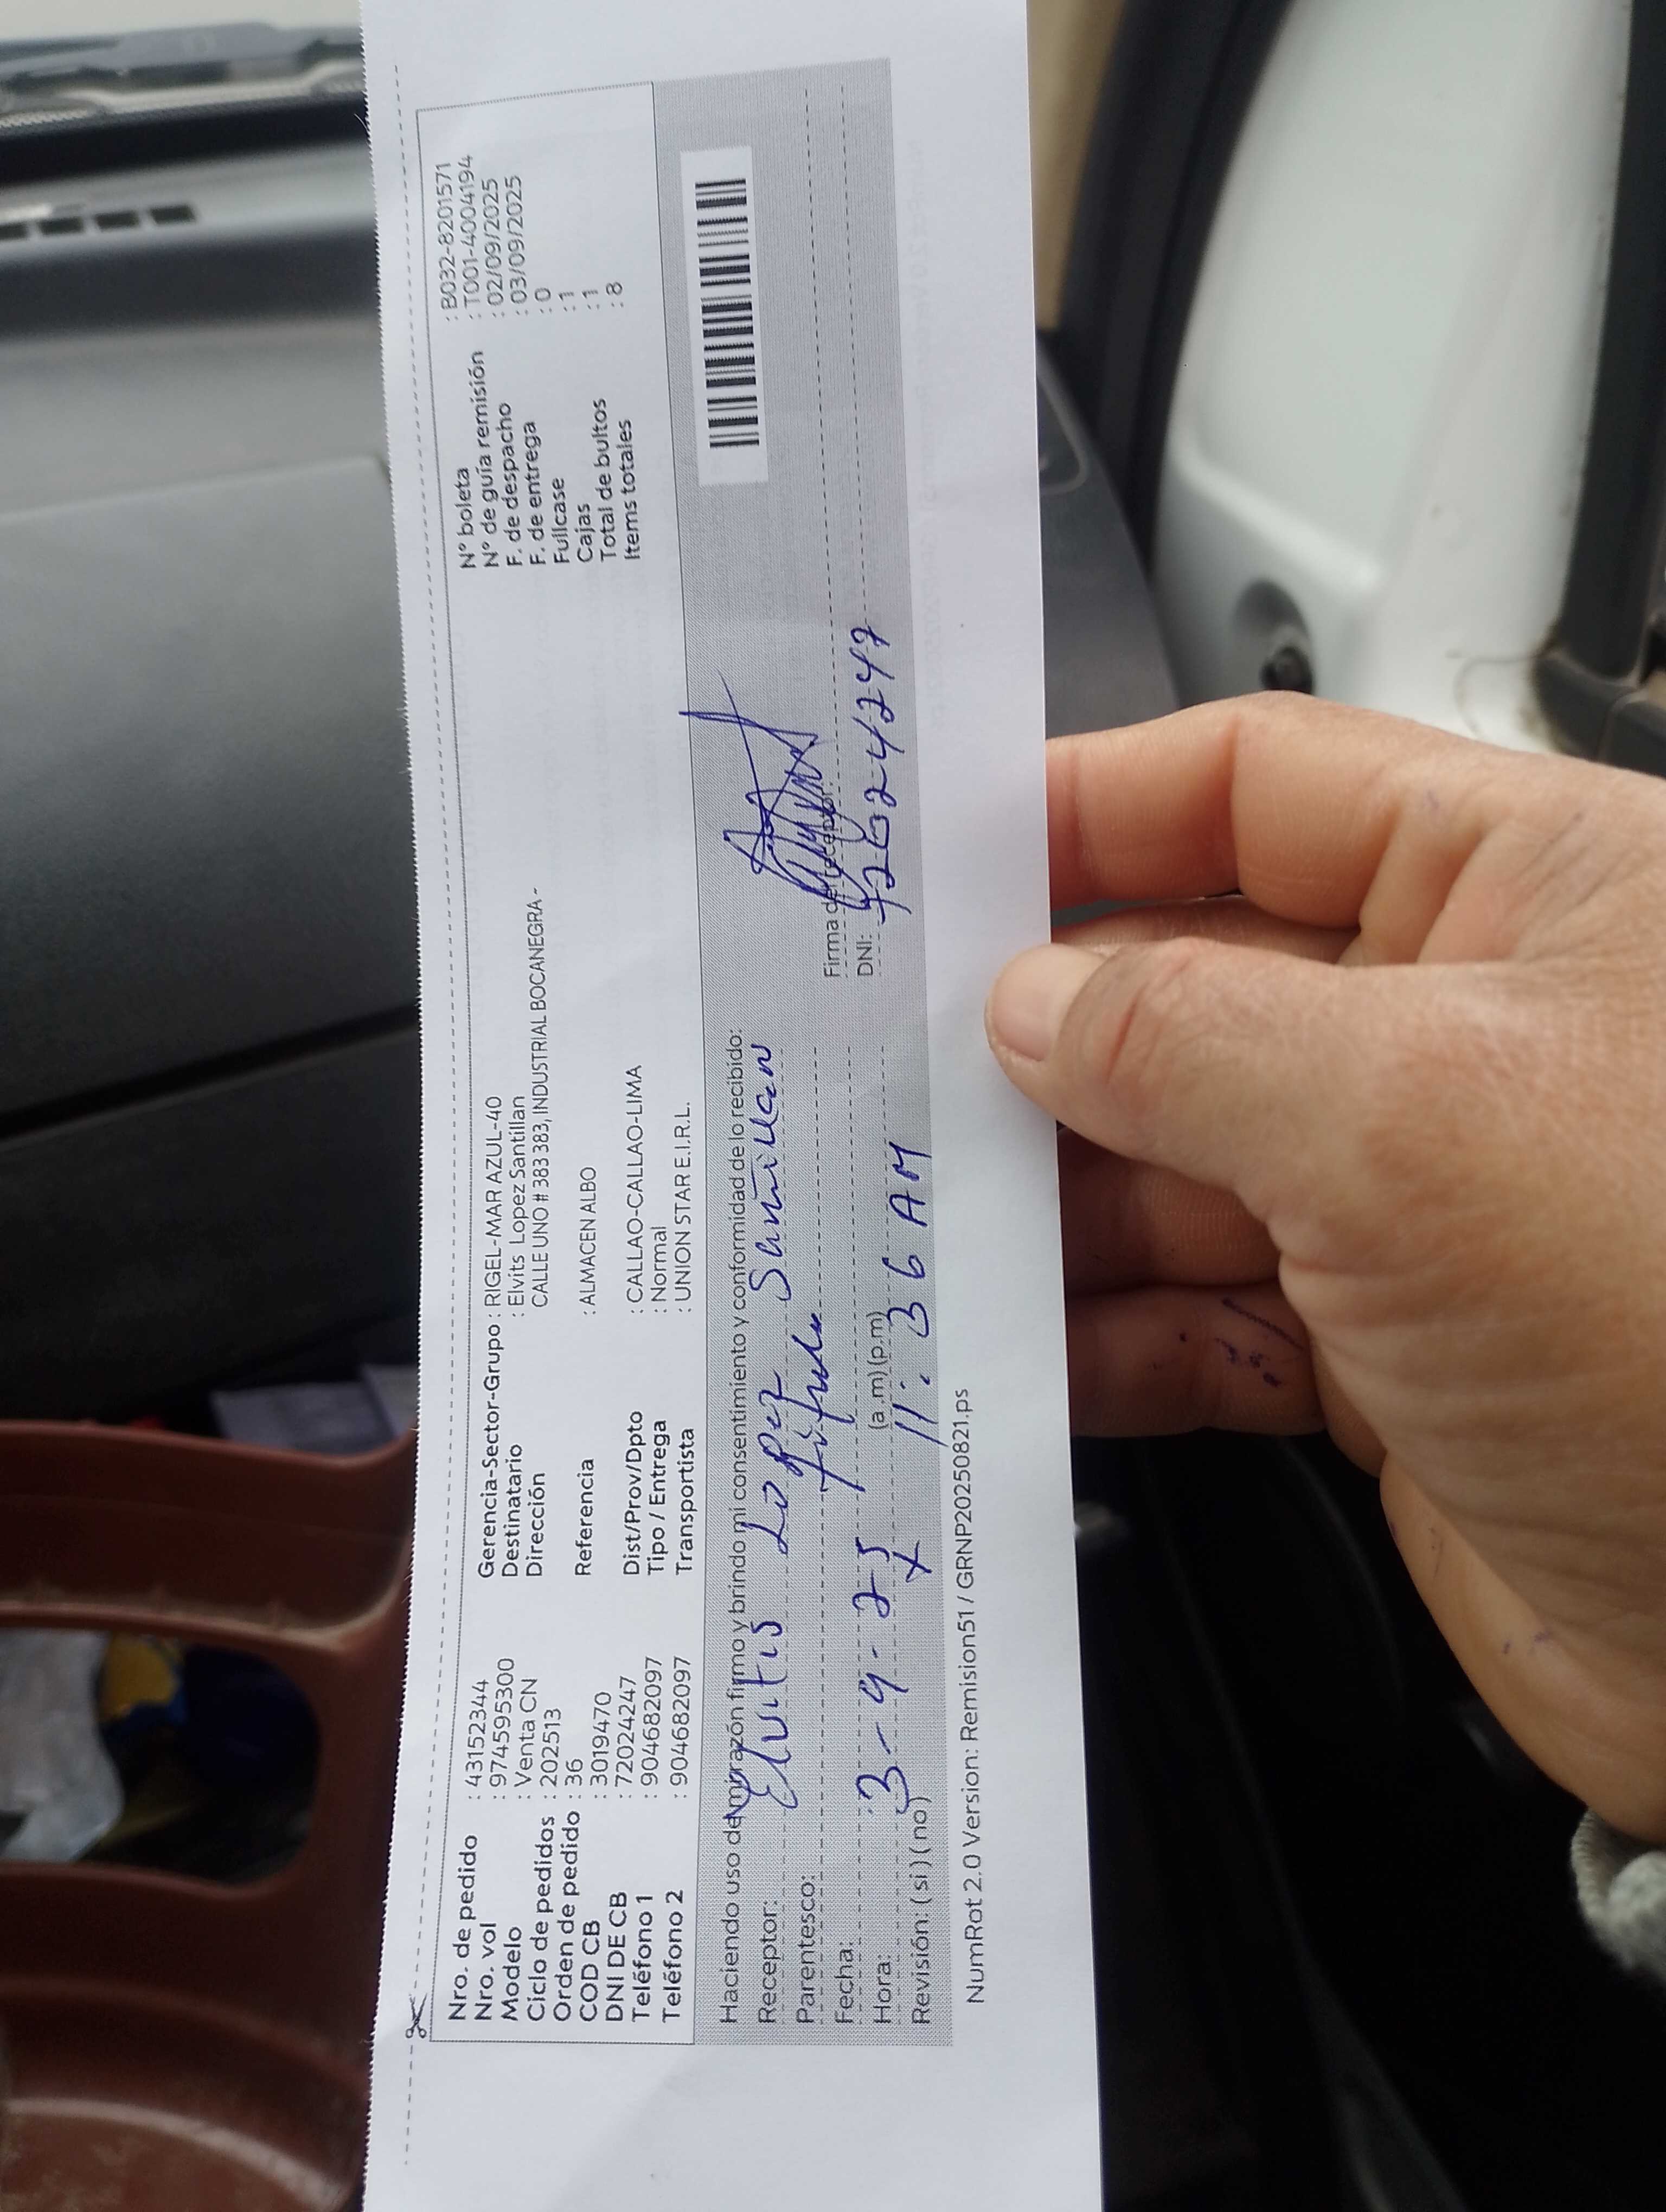 Nro. de pedido : 43152344
Nro. vol : 974595300
Modelo : Venta CN
Ciclo de pedidos : 202513
Orden de pedido : 36
COD CB : 3019470
DNI DE CB : 72024247
Teléfono 1 : 904682097
Teléfono 2 : 904682097
Gerencia-Sector-Grupo : RIGEL-MAR AZUL-40
Destinatario : Elvits Lopez Santillan
Dirección CALLE UNO # 383 383, INDUSTRIAL BOCANEGRA -
Referencia : ALMACEN ALBO
Dist/Prov/Dpto : CALLAO-CALLAO-LIMA
Tipo / Entrega : Normal
Transportista : UNION STAR E.I.R.L.
N° boleta : B032-8201571
N° de guía remisión : T001-4004194
F. de despacho : 02/09/2025
F. de entrega : 03/09/2025
Fullcase : 0
Cajas : 1
Total de bultos : 1
Items totales : 8
Haciendo uso de mi razón firmo y brindo mi consentimiento y conformidad de lo recibido:
Receptor: Elvits Lopez Santillan
Parentesco:
Fecha: 3-9-25
Hora: (a.m) (p.m) 11:36 AM
Revisión: ( si ) ( no )
Firma del receptor:
DNI: 72024247
NumRot 2.0 Version: Remision51 / GRNP20250821.ps